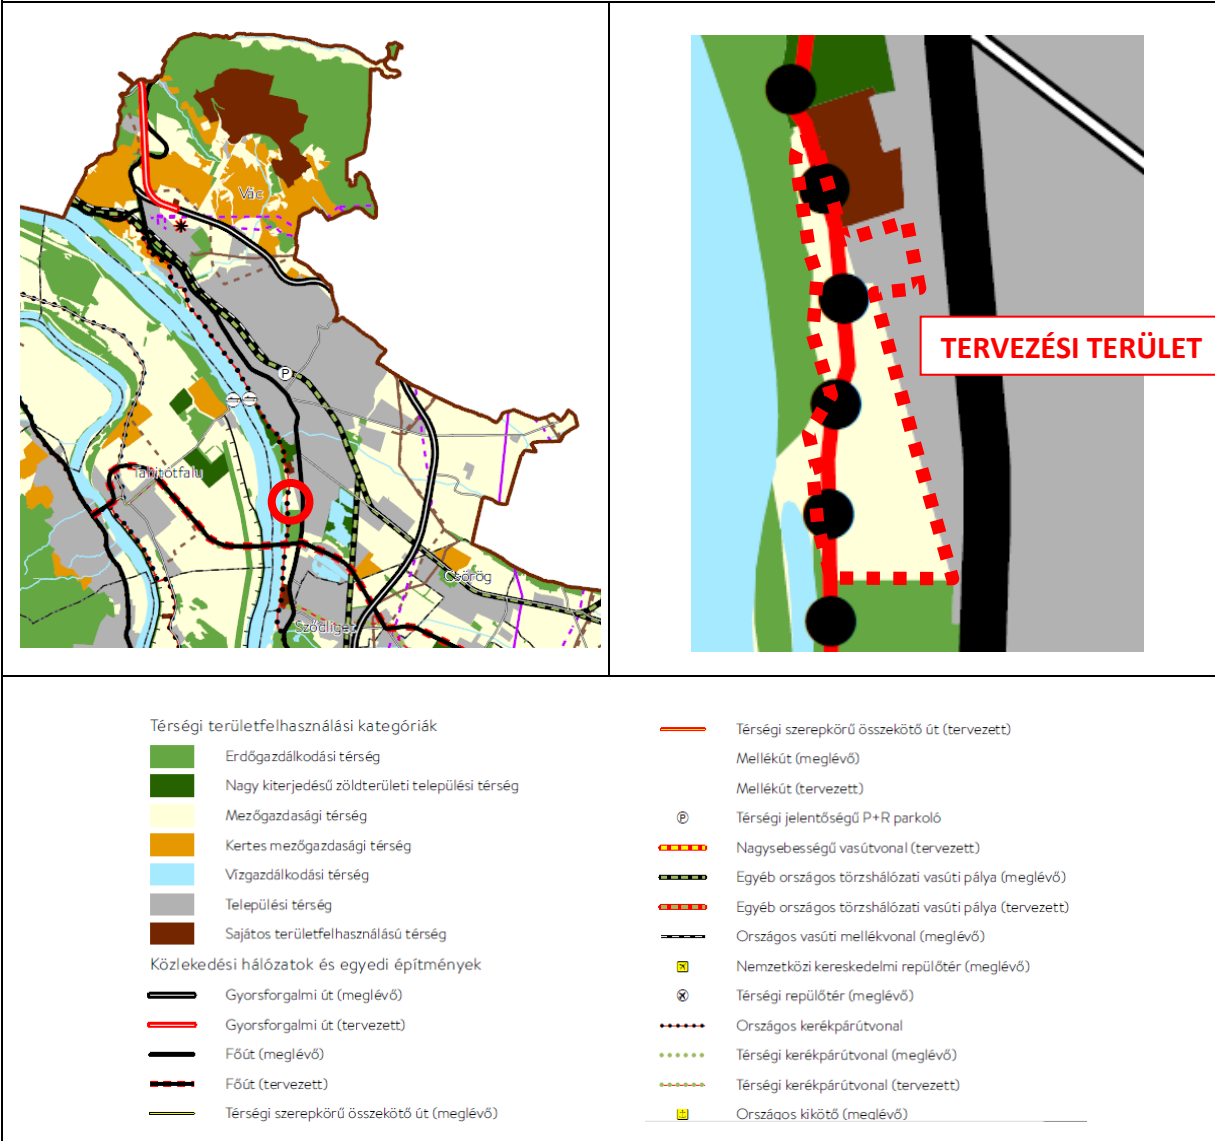 Vác
P
Tahitótfalu
Csörög
Sződliget
TERVEZÉSI TERÜLET
Térségi területfelhasználási kategóriák
Erdőgazdálkodási térség
Nagy kiterjedésű zöldterületi települési térség
Mezőgazdasági térség
Kertes mezőgazdasági térség
Vízgazdálkodási térség
Települési térség
Sajátos területfelhasználású térség
Közlekedési hálózatok és egyedi építmények
Gyorsforgalmi út (meglévő)
Gyorsforgalmi út (tervezett)
Főút (meglévő)
Főút (tervezett)
Térségi szerepkörű összekötő út (meglévő)
Térségi szerepkörű összekötő út (tervezett)
Mellékút (meglévő)
Mellékút (tervezett)
P Térségi jelentőségű P+R parkoló
Nagysebességű vasútvonal (tervezett)
Egyéb országos törzshálózati vasúti pálya (meglévő)
Egyéb országos törzshálózati vasúti pálya (tervezett)
Országos vasúti mellékvonal (meglévő)
Nemzetközi kereskedelmi repülőtér (meglévő)
Térségi repülőtér (meglévő)
Országos kerékpárútvonal
Térségi kerékpárútvonal (meglévő)
Térségi kerékpárútvonal (tervezett)
Országos kikötő (meglévő)